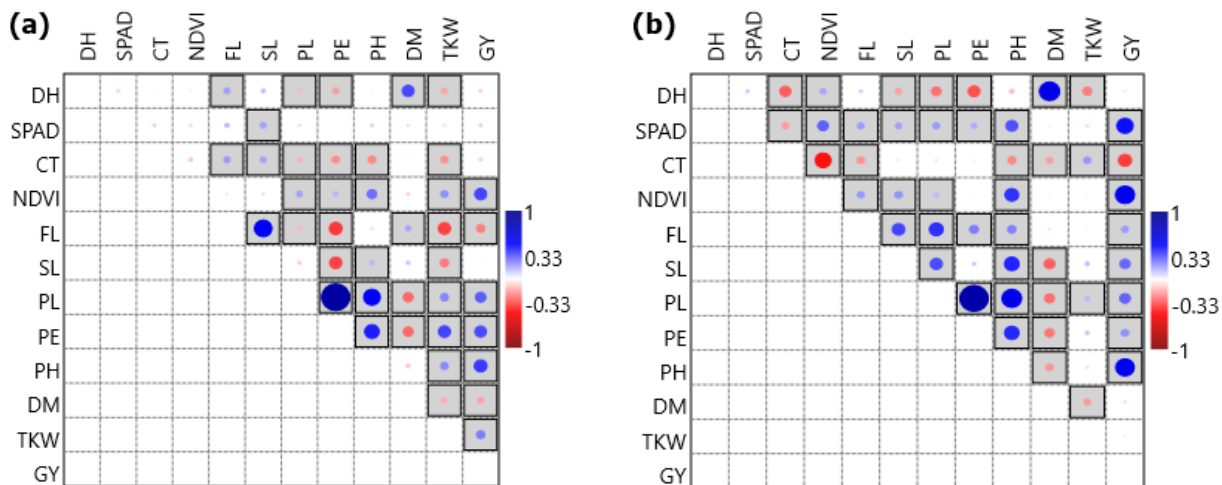 (a)
DH SPAD CT NDVI FL SL PL PE PH DM TKW GY
DH
SPAD
CT
NDVI
FL
SL
PL
PE
PH
DM
TKW
GY
1
0.33
-0.33
-1
(b)
DH SPAD CT NDVI FL SL PL PE PH DM TKW GY
DH
SPAD
CT
NDVI
FL
SL
PL
PE
PH
DM
TKW
GY
1
0.33
-0.33
-1